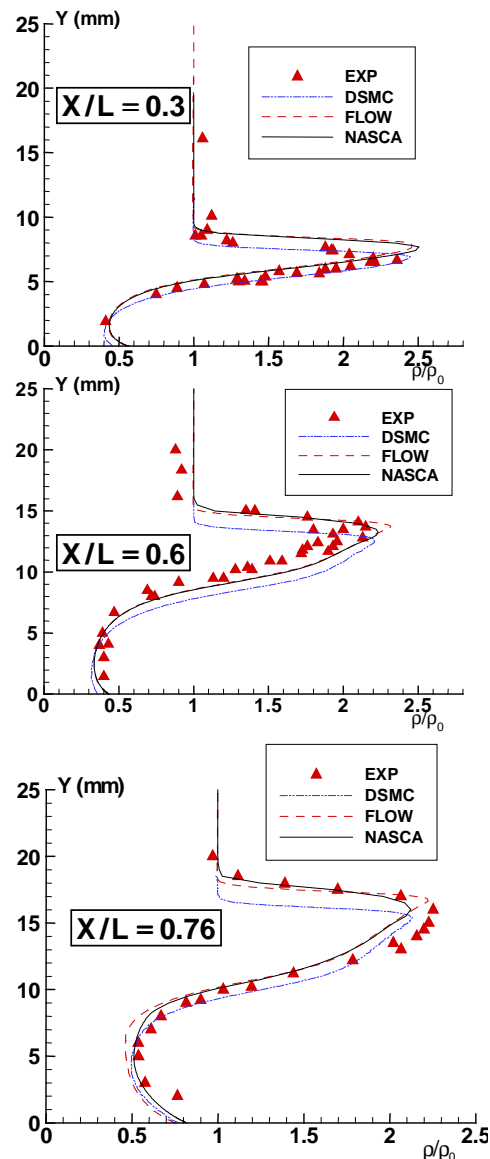 Y (mm)
25
20
15
10
5
0
X/L = 0.3
EXP
DSMC
FLOW
NASCA
0 0.5 1 1.5 2 2.5
ρ/ρ0
Y (mm)
25
20
15
10
5
0
X/L = 0.6
EXP
DSMC
FLOW
NASCA
0 0.5 1 1.5 2 2.5
ρ/ρ0
Y (mm)
25
20
15
10
5
0
X/L = 0.76
EXP
DSMC
FLOW
NASCA
0 0.5 1 1.5 2 2.5
ρ/ρ0